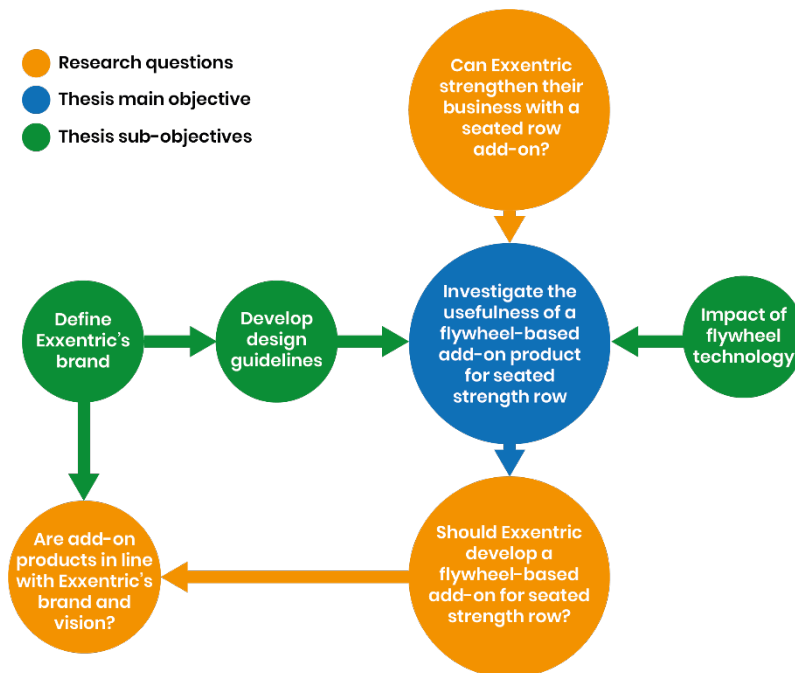 Research questions
Thesis main objective
Thesis sub-objectives
Can Exxentric
strengthen their
business with a
seated row
add-on?
Define
Exxentric's
brand
Develop
design
guidelines
Investigate the
usefulness of a
flywheel-based
add-on product
for seated
strength row
Impact of
flywheel
technology
Are add-on
products in line
with Exxentric's
brand and
vision?
Should Exxentric
develop a
flywheel-based
add-on for seated
strength row?